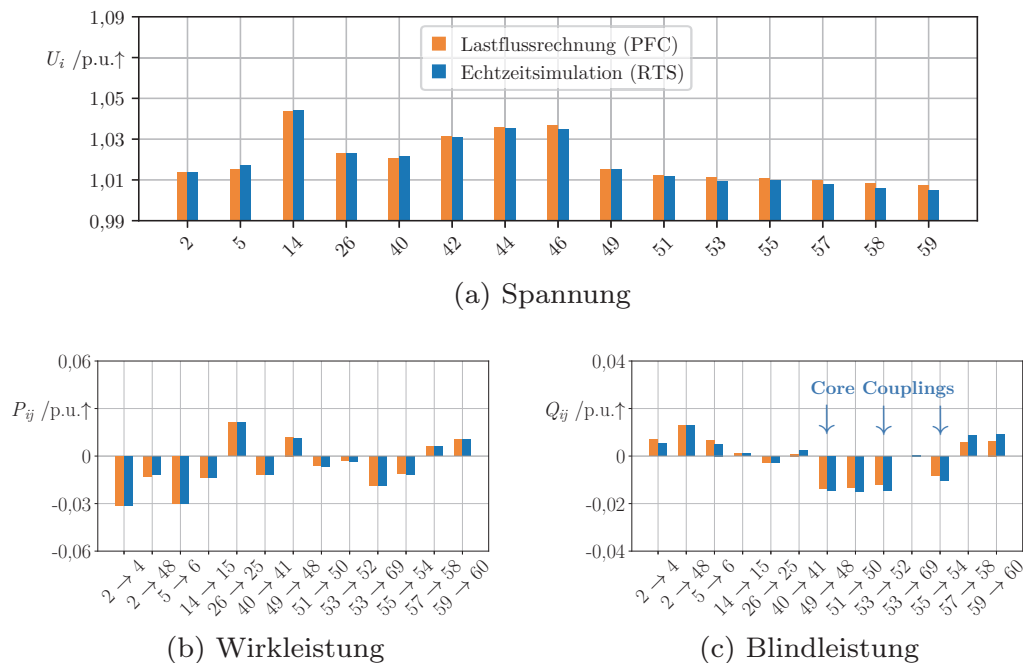 1,09
U_i /p.u.↑
1,05
1,03
1,01
0,99
Lastflussrechnung (PFC)
Echtzeitsimulation (RTS)
2 5 14 26 40 42 44 46 49 51 53 55 57 58 59
(a) Spannung
0,06
P_ij /p.u.↑
0
-0,03
-0,06
2 → 4
2 → 48
5 → 6
14 → 15
26 → 25
40 → 41
49 → 48
51 → 50
53 → 52
53 → 69
55 → 54
57 → 58
59 → 60
(b) Wirkleistung
0,04
Q_ij /p.u.↑
0
-0,02
-0,04
Core Couplings
2 → 4
2 → 48
5 → 6
14 → 15
26 → 25
40 → 41
49 → 48
51 → 50
53 → 52
53 → 69
55 → 54
57 → 58
59 → 60
(c) Blindleistung